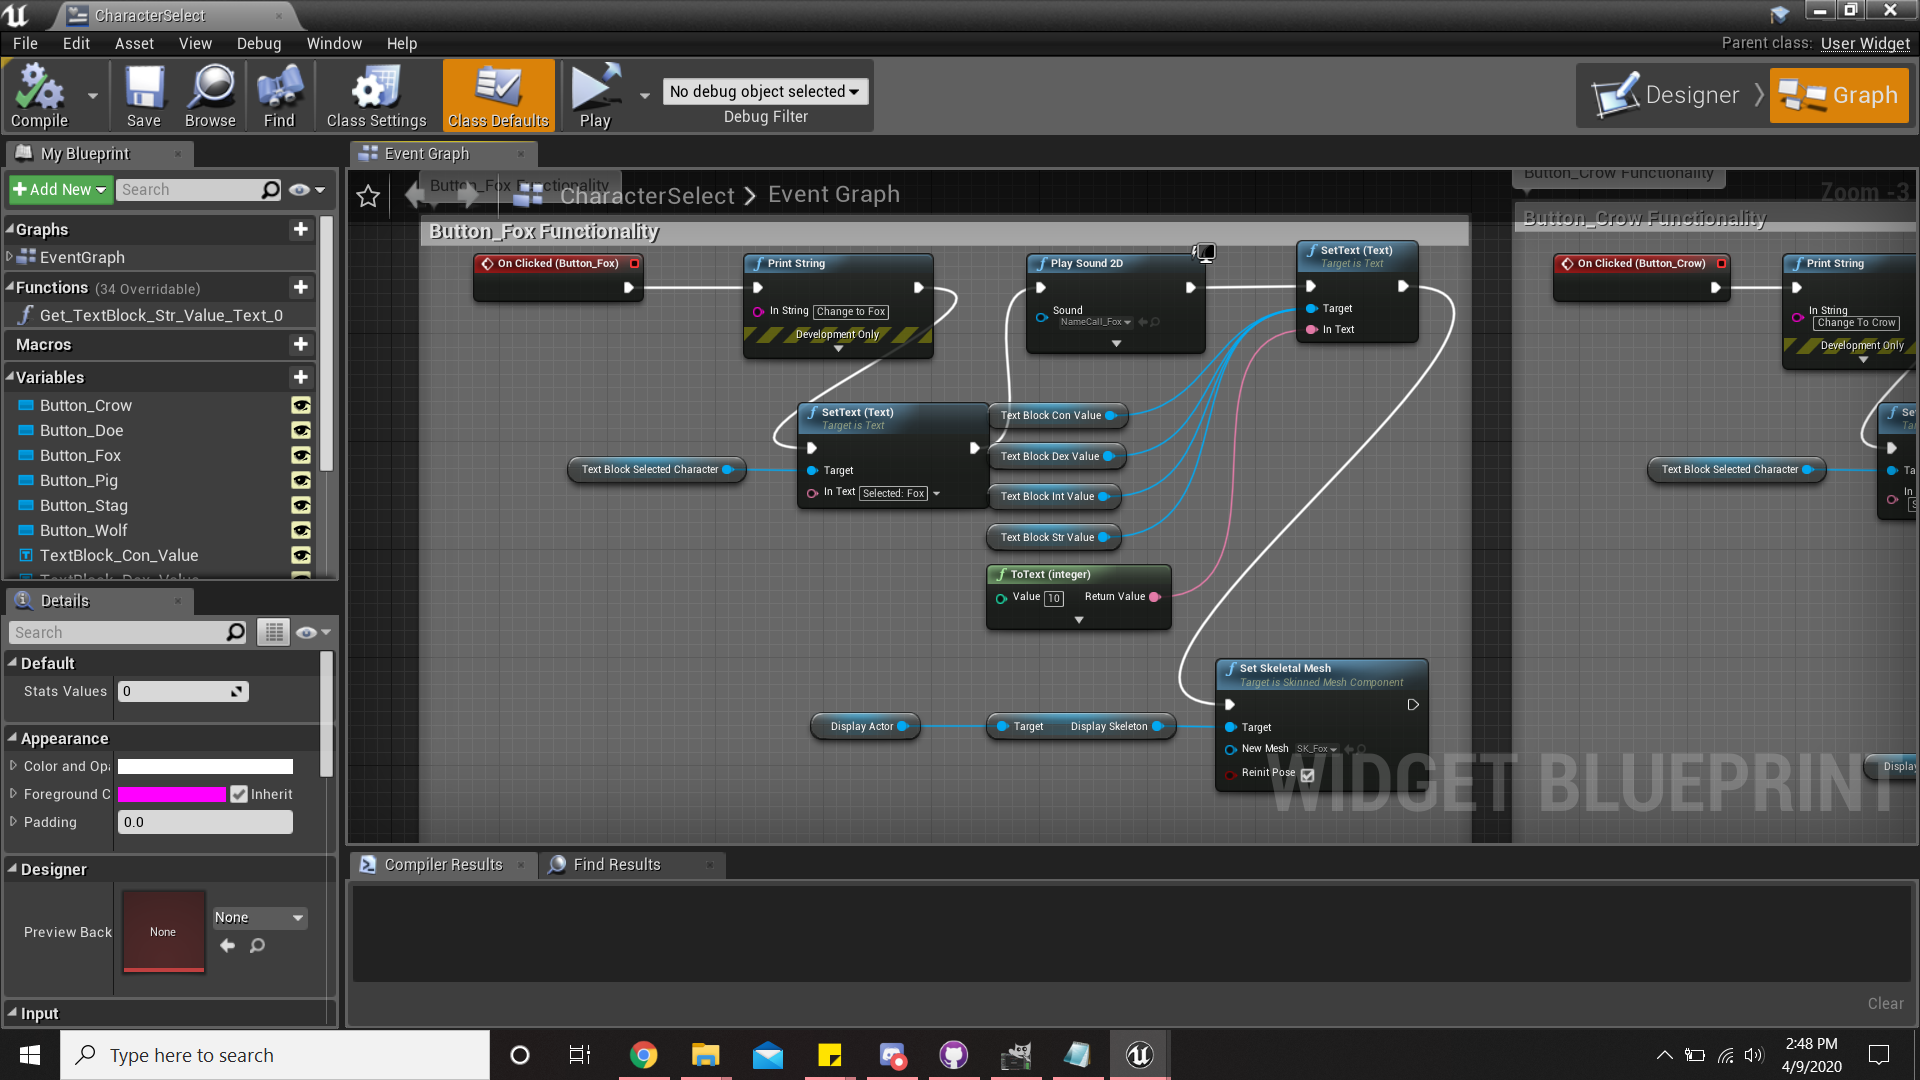 CharacterSelect
File Edit Asset View Debug Window Help
Parent class: User Widget
Compile
Save
Browse
Find
Class Settings
Class Defaults
Play
No debug object selected
Debug Filter
Designer
Graph
My Blueprint
Add New
Search
Graphs
EventGraph
Functions (34 Overridable)
Get_TextBlock_Str_Value_Text_0
Macros
Variables
Button_Crow
Button_Doe
Button_Fox
Button_Pig
Button_Stag
Button_Wolf
TextBlock_Con_Value
TextBlock_Dex_Value
Details
Search
Default
Stats Values 0
Appearance
Color and Opa
Foreground C Inherit
Padding 0.0
Designer
Preview Back None None
Input
Event Graph
Button_Fox Functionality
CharacterSelect > Event Graph
Button_Crow Functionality
Zoom -3
Button_Fox Functionality
Button_Crow Functionality
On Clicked (Button_Fox)
Print String
In String Change to Fox
Development Only
Play Sound 2D
Sound
NameCall_Fox
SetText (Text)
Target is Text
Target
In Text
On Clicked (Button_Crow)
Print String
In String
Change To Crow
Development Only
SetText (Text)
Target is Text
Target
In Text Selected: Fox
Text Block Selected Character
Text Block Con Value
Text Block Dex Value
Text Block Int Value
Text Block Str Value
ToText (integer)
Value 10 Return Value
Text Block Selected Character
Set
Tar
Ta
In
S
Display Actor
Target Display Skeleton
Set Skeletal Mesh
Target is Skinned Mesh Component
Target
New Mesh SK_Fox
Reinit Pose
Display
WIDGET BLUEPRINT
Compiler Results
Find Results
Clear
Type here to search
2:48 PM
4/9/2020